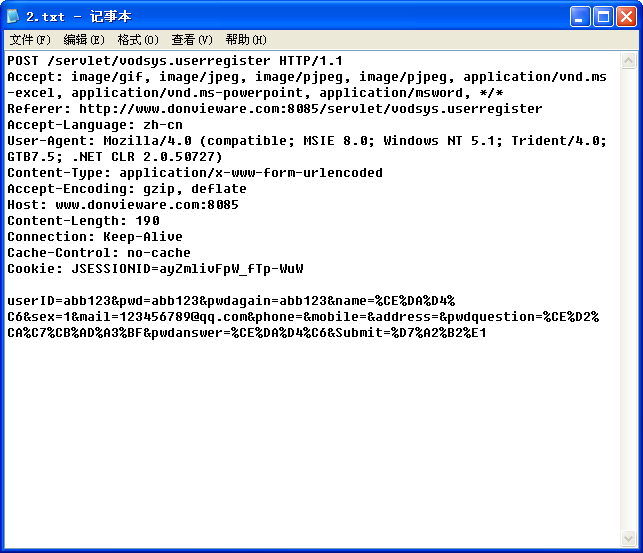 2.txt - 记事本
文件(F) 编辑(E) 格式(O) 查看(V) 帮助(H)
POST /servlet/vodsys.userregister HTTP/1.1
Accept: image/gif, image/jpeg, image/pjpeg, image/pjpeg, application/vnd.ms
-excel, application/vnd.ms-powerpoint, application/msword, */*
Referer: http://www.donvieware.com:8085/servlet/vodsys.userregister
Accept-Language: zh-cn
User-Agent: Mozilla/4.0 (compatible; MSIE 8.0; Windows NT 5.1; Trident/4.0;
GTB7.5; .NET CLR 2.0.50727)
Content-Type: application/x-www-form-urlencoded
Accept-Encoding: gzip, deflate
Host: www.donvieware.com:8085
Content-Length: 190
Connection: Keep-Alive
Cache-Control: no-cache
Cookie: JSESSIONID=ayZmlivFpW_fTp-WuW
userID=abb123&pwd=abb123&pwdagain=abb123&name=%CE%DA%D4%
C6&sex=1&mail=123456789@qq.com&phone=&mobile=&address=&pwdquestion=%CE%D2%
CA%C7%CB%AD%A3%BF&pwdanswer=%CE%DA%D4%C6&Submit=%D7%A2%B2%E1